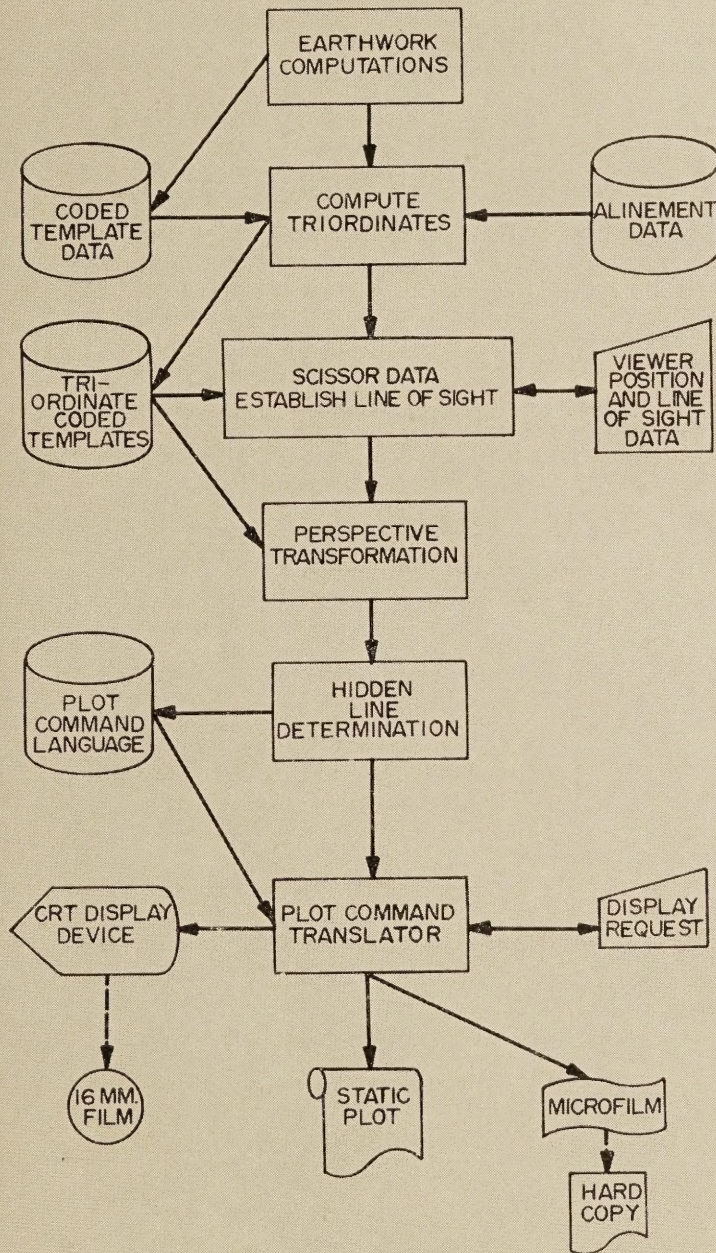 EARTHWORK
COMPUTATIONS
CODED
TEMPLATE
DATA
COMPUTE
TRIORDINATES
ALINEMENT
DATA
TRI-
ORDINATE
CODED
TEMPLATES
SCISSOR DATA
ESTABLISH LINE OF SIGHT
VIEWER
POSITION
AND LINE
OF SIGHT
DATA
PERSPECTIVE
TRANSFORMATION
PLOT
COMMAND
LANGUAGE
HIDDEN
LINE
DETERMINATION
CRT DISPLAY
DEVICE
PLOT COMMAND
TRANSLATOR
DISPLAY
REQUEST
16 MM.
FILM
STATIC
PLOT
MICROFILM
HARD
COPY